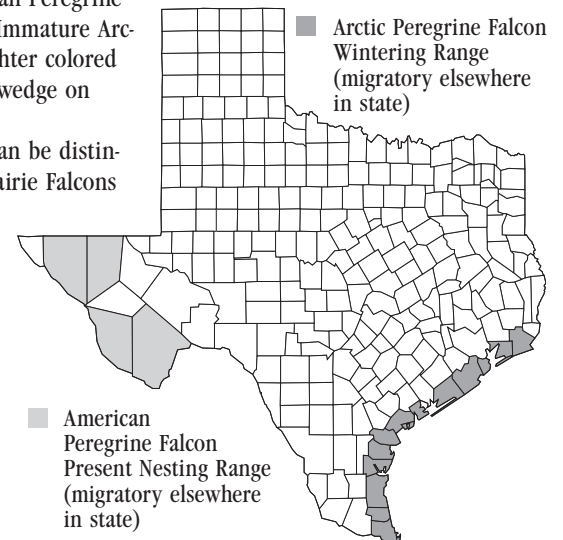 an Peregrine
Immature Arc-
hter colored
wedge on
an be distin-
airie Falcons
Arctic Peregrine Falcon
Wintering Range
(migratory elsewhere
in state)
American
Peregrine Falcon
Present Nesting Range
(migratory elsewhere
in state)